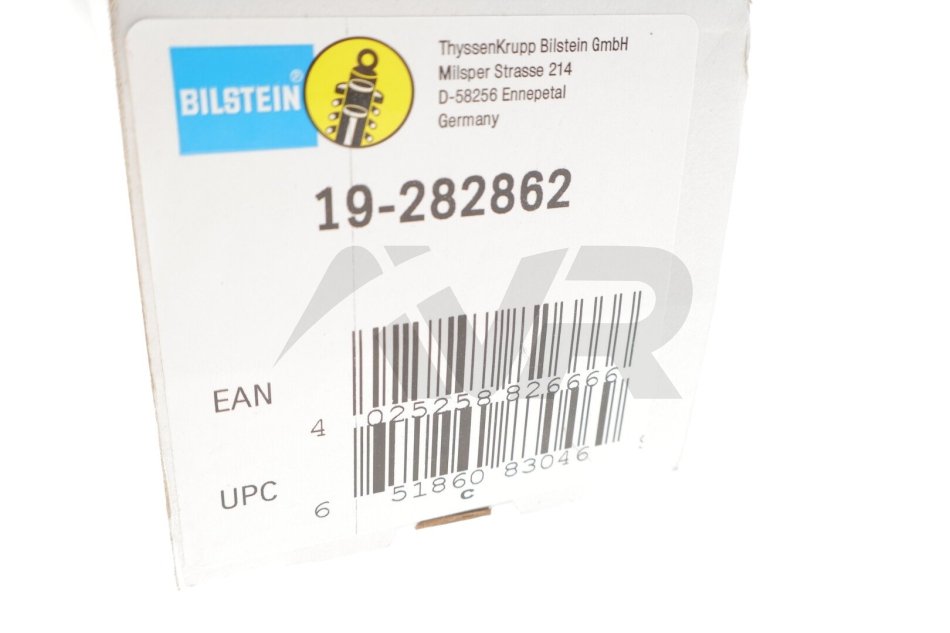 BILSTEIN®
ThyssenKrupp Bilstein GmbH
Milsper Strasse 214
D-58256 Ennepetal
Germany
19-282862
MVR
EAN
4 025258 826666
UPC
6 51860 83046
C